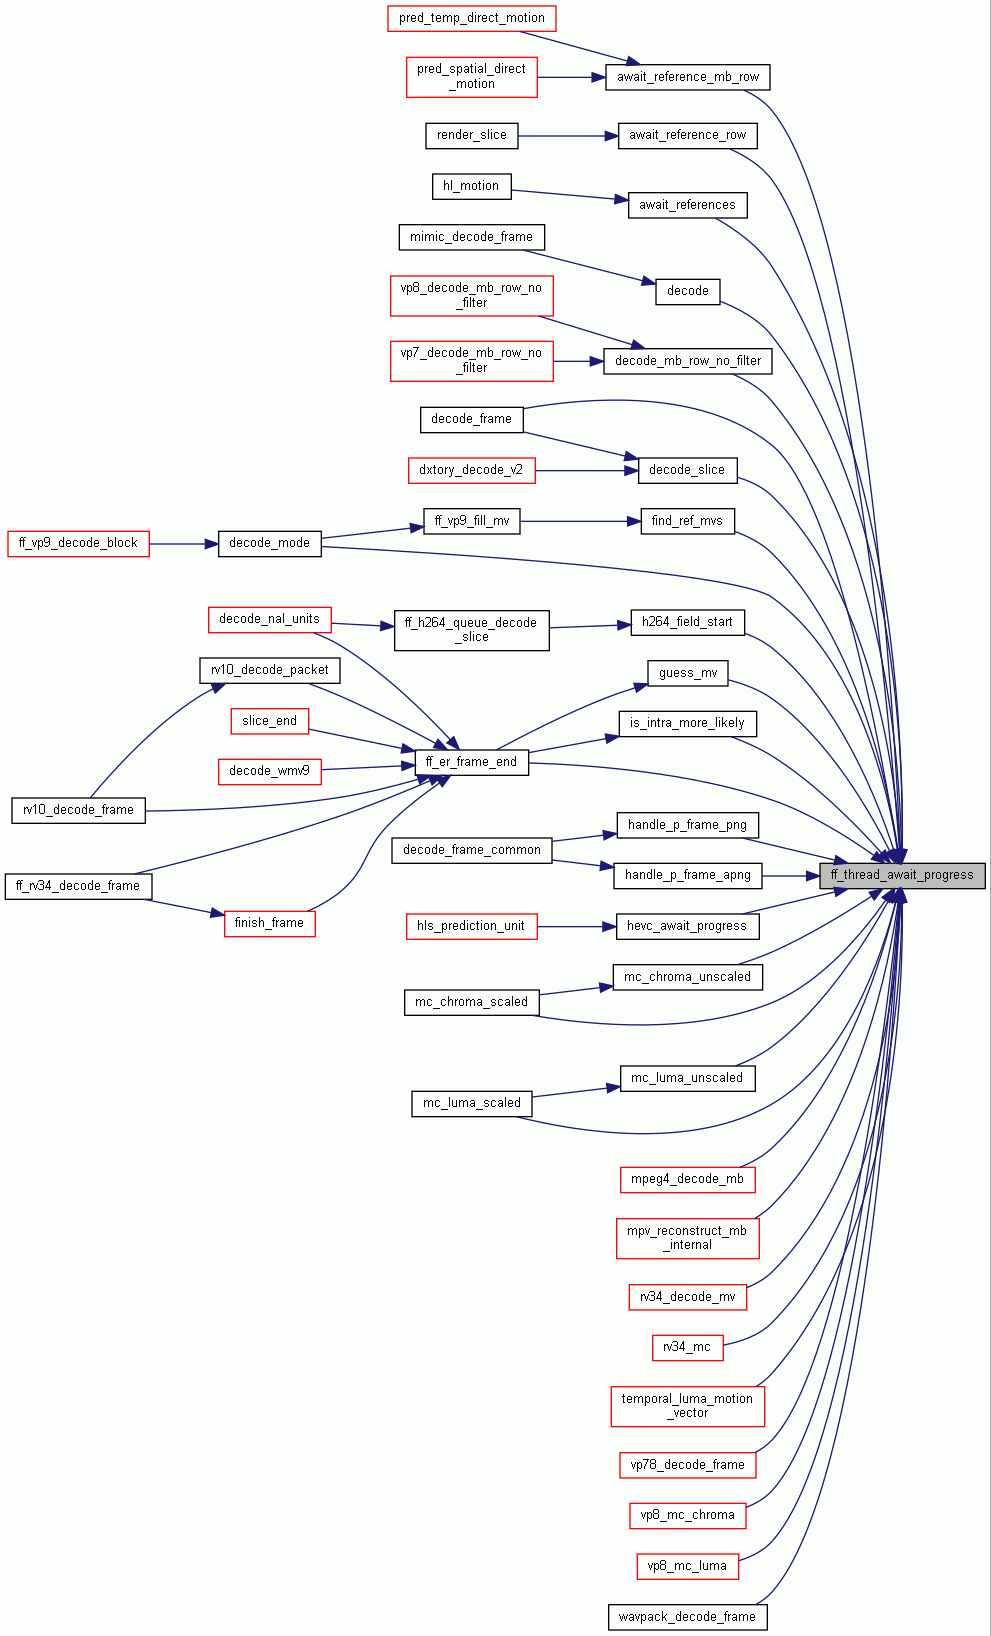 pred_temp_direct_motion
pred_spatial_direct
_motion
await_reference_mb_row
render_slice
await_reference_row
hl_motion
await_references
mimic_decode_frame
decode
vp8_decode_mb_row_no
_filter
vp7_decode_mb_row_no
_filter
decode_mb_row_no_filter
decode_frame
dxtory_decode_v2
decode_slice
ff_vp9_decode_block
decode_mode
ff_vp9_fill_mv
find_ref_mvs
decode_nal_units
ff_h264_queue_decode
_slice
h264_field_start
rv10_decode_packet
guess_mv
slice_end
is_intra_more_likely
decode_wmv9
ff_er_frame_end
rv10_decode_frame
handle_p_frame_png
decode_frame_common
handle_p_frame_apng
ff_thread_await_progress
ff_rv34_decode_frame
finish_frame
hls_prediction_unit
hevc_await_progress
mc_chroma_unscaled
mc_chroma_scaled
mc_luma_unscaled
mc_luma_scaled
mpeg4_decode_mb
mpv_reconstruct_mb
_internal
rv34_decode_mv
rv34_mc
temporal_luma_motion
_vector
vp78_decode_frame
vp8_mc_chroma
vp8_mc_luma
wavpack_decode_frame